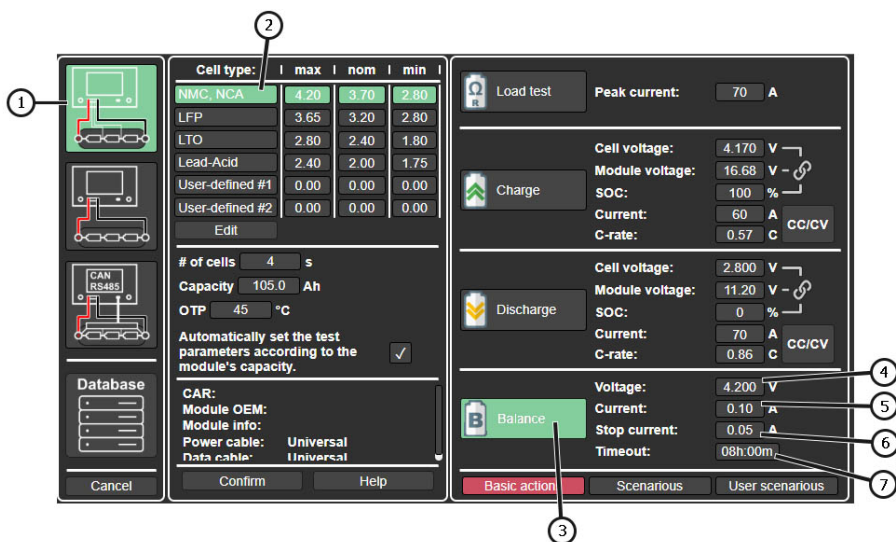 2
1
CAN
RS485
Database
Cancel
Cell type: max nom min
NMC, NCA 4.20 3.70 2.80
LFP 3.65 3.20 2.80
LTO 2.80 2.40 1.80
Lead-Acid 2.40 2.00 1.75
User-defined #1 0.00 0.00 0.00
User-defined #2 0.00 0.00 0.00
Edit
# of cells 4 s
Capacity 105.0 Ah
OTP 45 °C
Automatically set the test
parameters according to the
module's capacity.
CAR:
Module OEM:
Module info:
Power cable: Universal
Data cable: Universal
Confirm Help
Ω
R
Load test Peak current: 70 A
Charge
Cell voltage: 4.170 V
Module voltage: 16.68 V
SOC: 100 %
Current: 60 A
C-rate: 0.57 C
CC/CV
Discharge
Cell voltage: 2.800 V
Module voltage: 11.20 V
SOC: 0 %
Current: 70 A
C-rate: 0.86 C
CC/CV
B
Balance
Voltage: 4.200 V
Current: 0.10 A
Stop current: 0.05 A
Timeout: 08h:00m
Basic actions Scenarious User scenarious
4
5
6
7
3